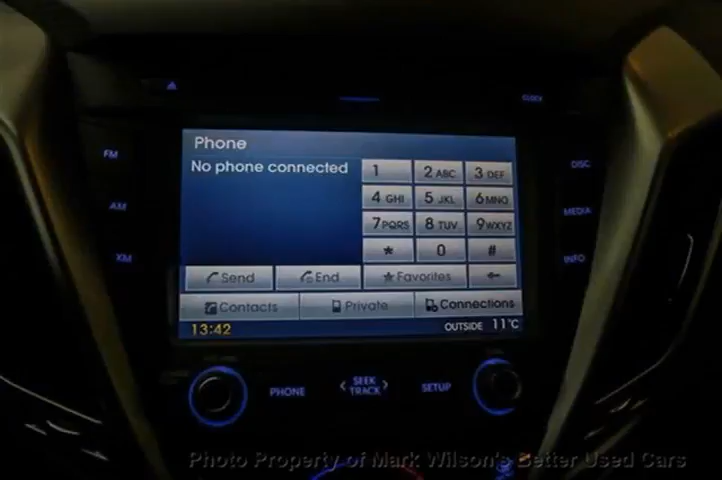 CLOCK
FM
AM
XM
Phone
No phone connected
1 2 ABC 3 DEF
4 GHI 5 JKL 6 MNO
7 PQRS 8 TUV 9 WXYZ
* 0 #
Send End Favorites
Contacts Private Connections
13:42 OUTSIDE 11°C
DISC
MEDIA
INFO
PHONE < SEEK TRACK > SETUP
Photo Property of Mark Wilson's Better Used Cars